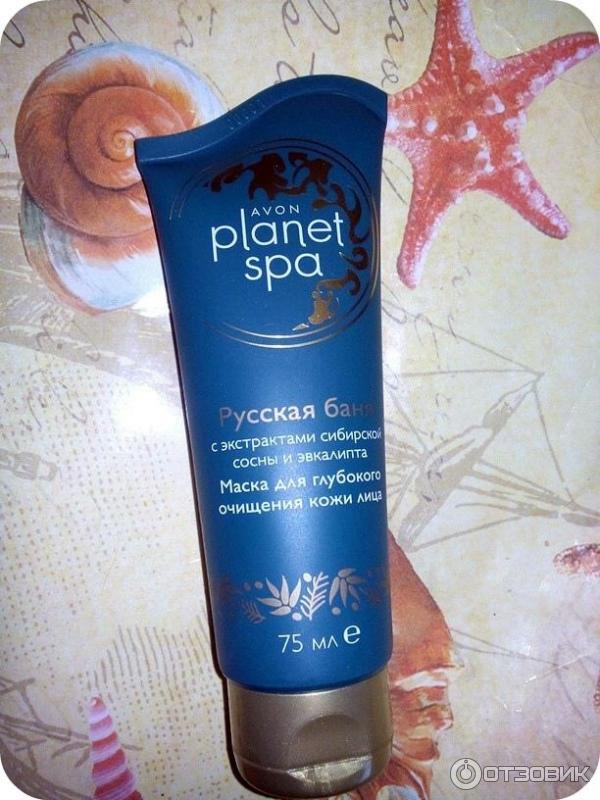 AVON
planet
spa
Русская баня
с экстрактами сибирской
сосны и эвкалипта
Маска для глубокого
очищения кожи лица
75 мл e
ОТЗОВИК